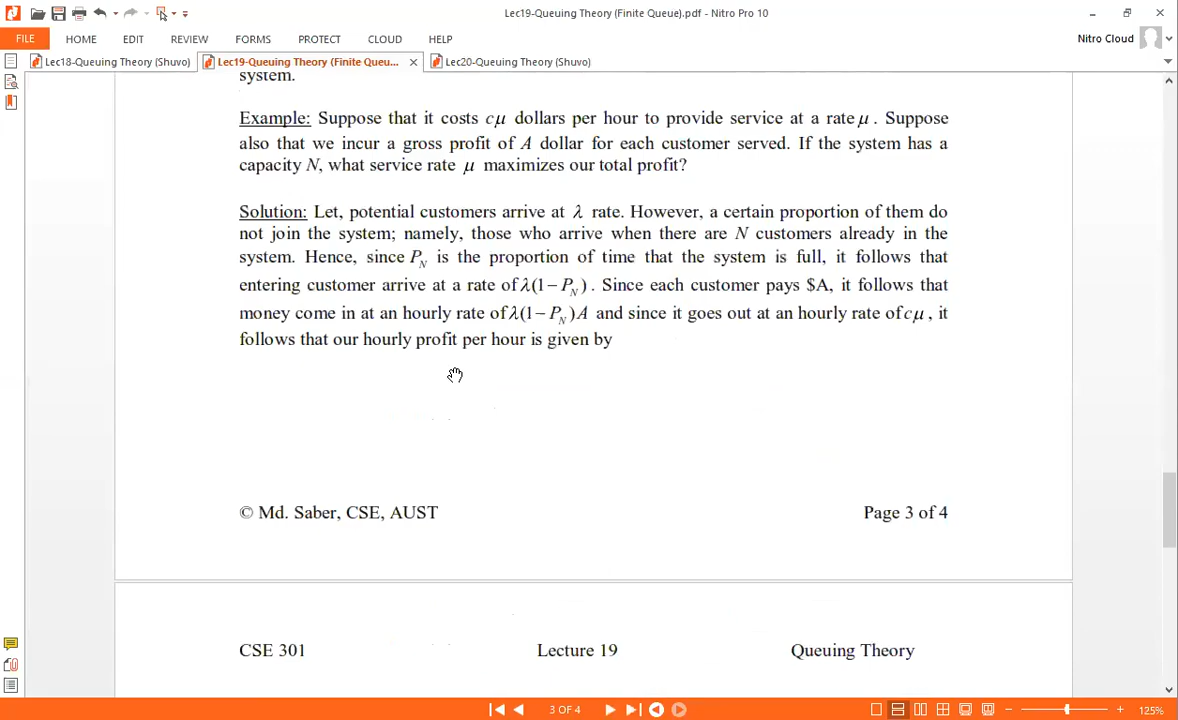 Lec19-Queuing Theory (Finite Queue).pdf - Nitro Pro 10
FILE HOME EDIT REVIEW FORMS PROTECT CLOUD HELP Nitro Cloud
Lec18-Queuing Theory (Shuvo) Lec19-Queuing Theory (Finite Queu... Lec20-Queuing Theory (Shuvo)
system.
Example: Suppose that it costs cμ dollars per hour to provide service at a rate μ . Suppose
also that we incur a gross profit of A dollar for each customer served. If the system has a
capacity N, what service rate μ maximizes our total profit?
Solution: Let, potential customers arrive at λ rate. However, a certain proportion of them do
not join the system; namely, those who arrive when there are N customers already in the
system. Hence, since P_N is the proportion of time that the system is full, it follows that
entering customer arrive at a rate of λ(1−P_N) . Since each customer pays $A, it follows that
money come in at an hourly rate of λ(1−P_N)A and since it goes out at an hourly rate of cμ , it
follows that our hourly profit per hour is given by
© Md. Saber, CSE, AUST Page 3 of 4
CSE 301 Lecture 19 Queuing Theory
3 OF 4 125%